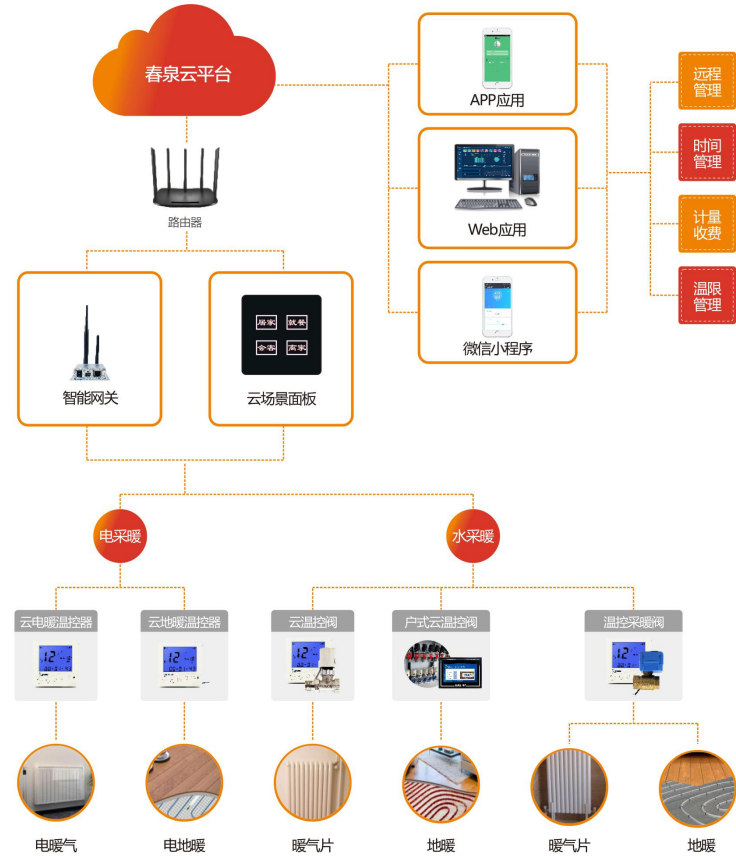 春泉云平台
路由器
APP应用
Web应用
微信小程序
远程
管理
时间
管理
计量
收费
温限
管理
居家
就餐
会客
离家
智能网关
云场景面板
电采暖
水采暖
云电暖温控器
云地暖温控器
云温控阀
户式云温控阀
温控采暖阀
电暖气
电地暖
暖气片
地暖
暖气片
地暖